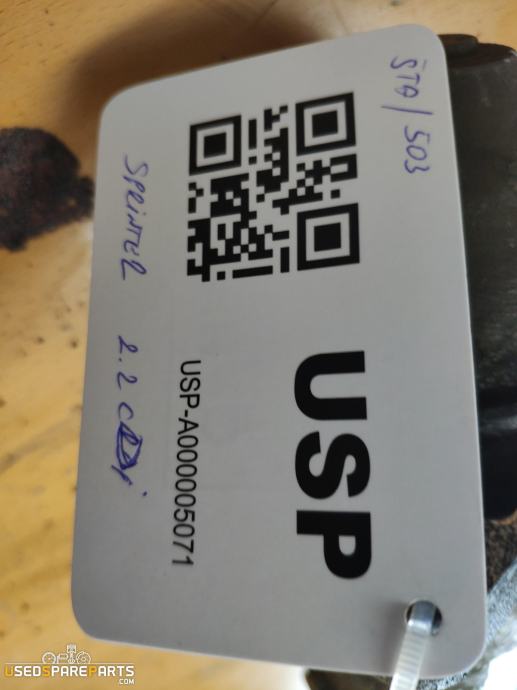 STA/503
USP
USP-A000005071
SPRINTER 2.2 CDi
USEDSPAREPARTS
.COM